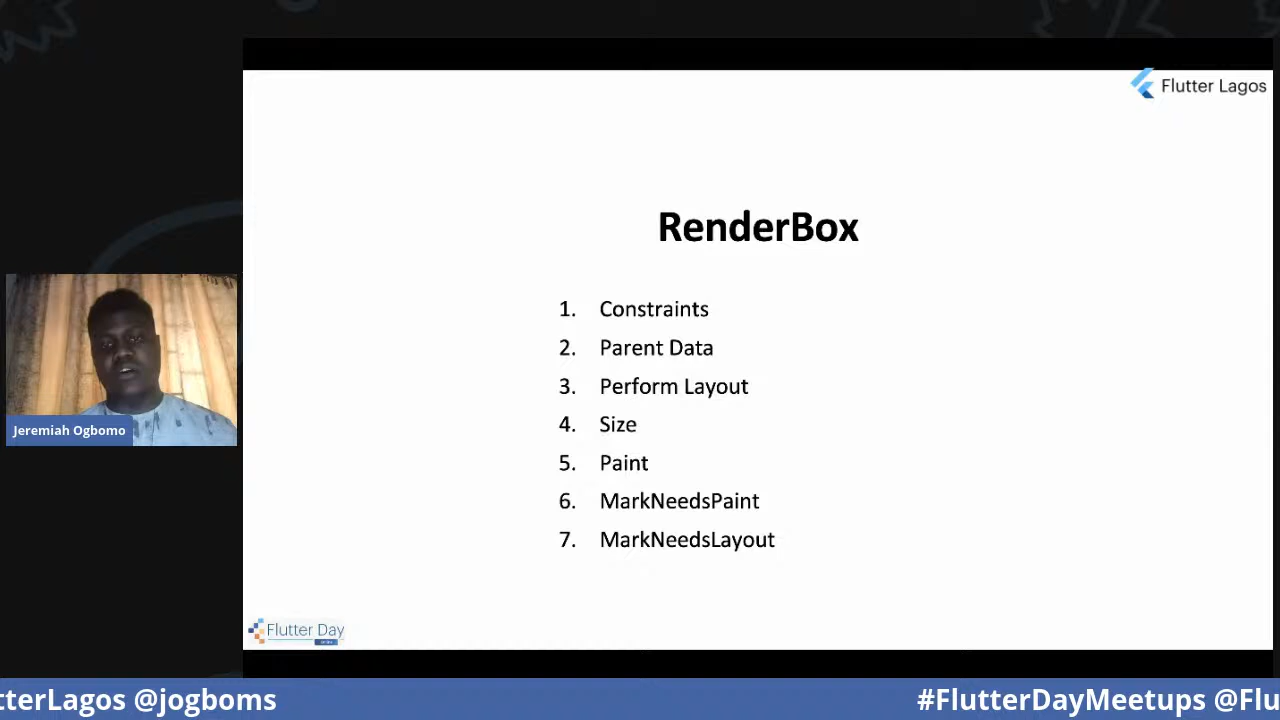 Flutter Lagos
RenderBox
1. Constraints
2. Parent Data
3. Perform Layout
4. Size
5. Paint
6. MarkNeedsPaint
7. MarkNeedsLayout
Jeremiah Ogbomo
Flutter Day
tterLagos @jogboms #FlutterDayMeetups @Flu